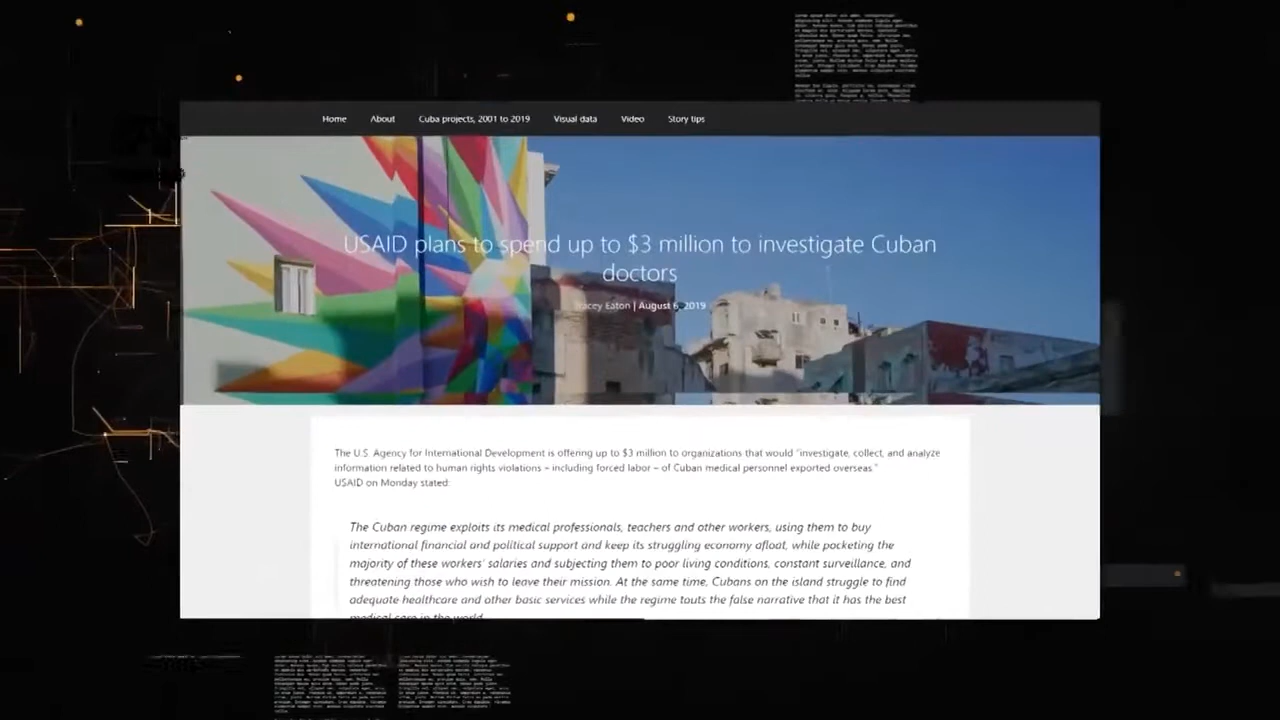 Home About Cuba projects, 2001 to 2019 Visual data Video Story tips
USAID plans to spend up to $3 million to investigate Cuban
doctors
Tracey Eaton | August 6, 2019
The U.S. Agency for International Development is offering up to $3 million to organizations that would "investigate, collect, and analyze
information related to human rights violations – including forced labor – of Cuban medical personnel exported overseas."
USAID on Monday stated:
The Cuban regime exploits its medical professionals, teachers and other workers, using them to buy
international financial and political support and keep its struggling economy afloat, while pocketing the
majority of these workers' salaries and subjecting them to poor living conditions, constant surveillance, and
threatening those who wish to leave their mission. At the same time, Cubans on the island struggle to find
adequate healthcare and other basic services while the regime touts the false narrative that it has the best
medical care in the world.